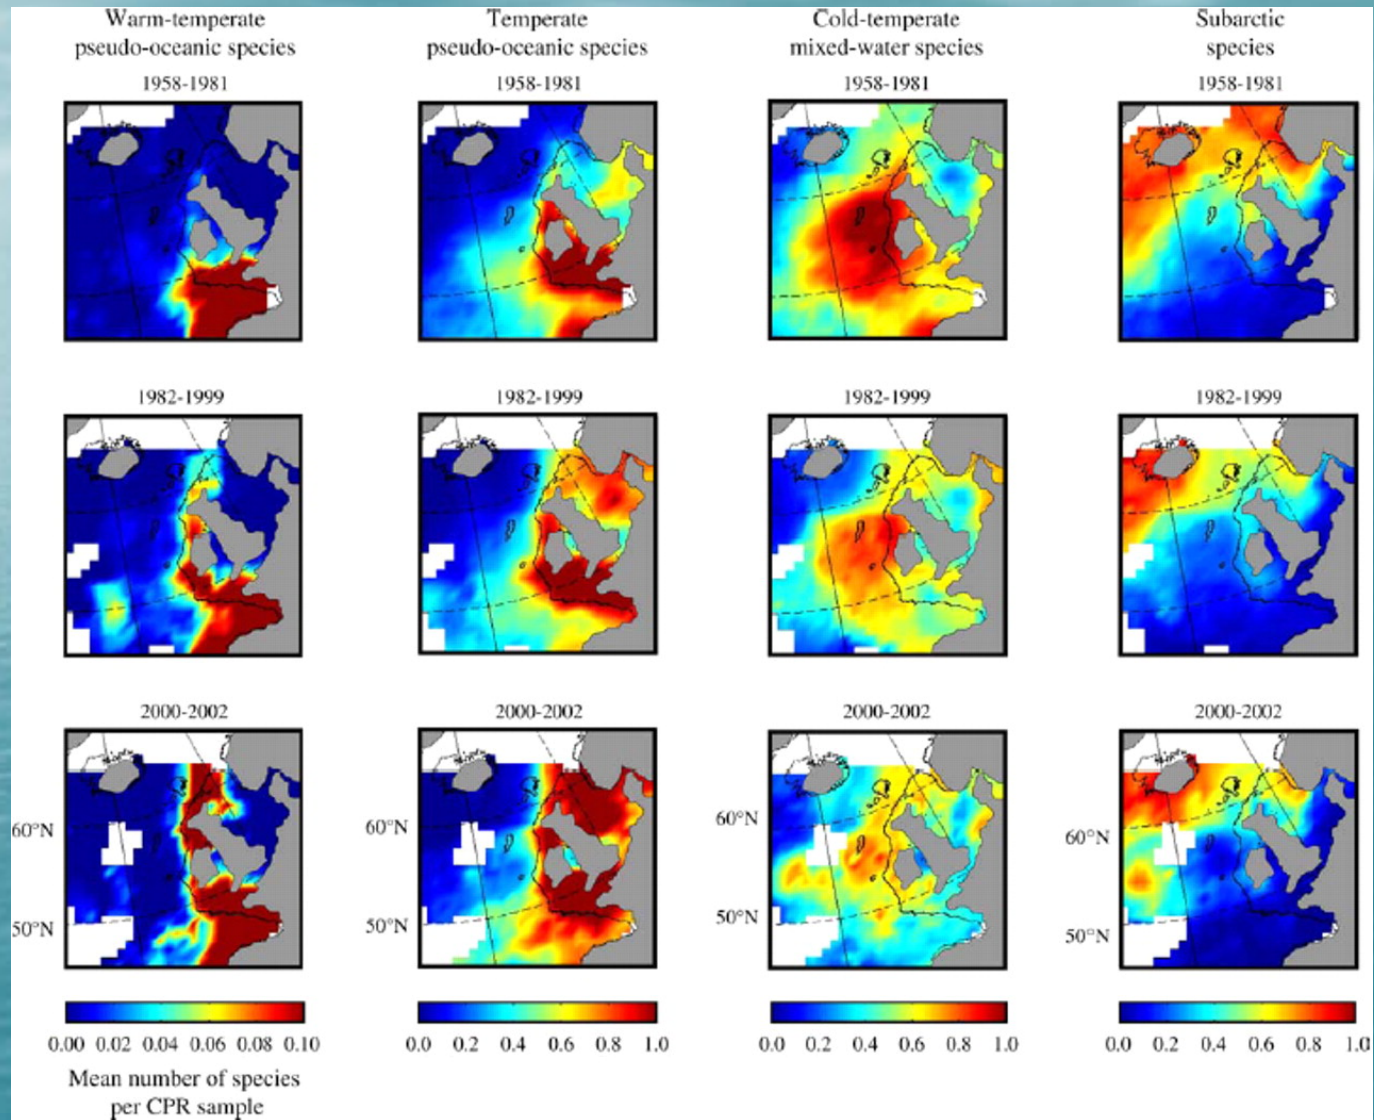 Warm-temperate
pseudo-oceanic species
Temperate
pseudo-oceanic species
Cold-temperate
mixed-water species
Subarctic
species
1958-1981
1958-1981
1958-1981
1958-1981
1982-1999
1982-1999
1982-1999
1982-1999
2000-2002
2000-2002
2000-2002
2000-2002
60°N
60°N
60°N
60°N
50°N
50°N
50°N
50°N
0.00 0.02 0.04 0.06 0.08 0.10
0.0 0.2 0.4 0.6 0.8 1.0
0.0 0.2 0.4 0.6 0.8 1.0
0.0 0.2 0.4 0.6 0.8 1.0
Mean number of species
per CPR sample